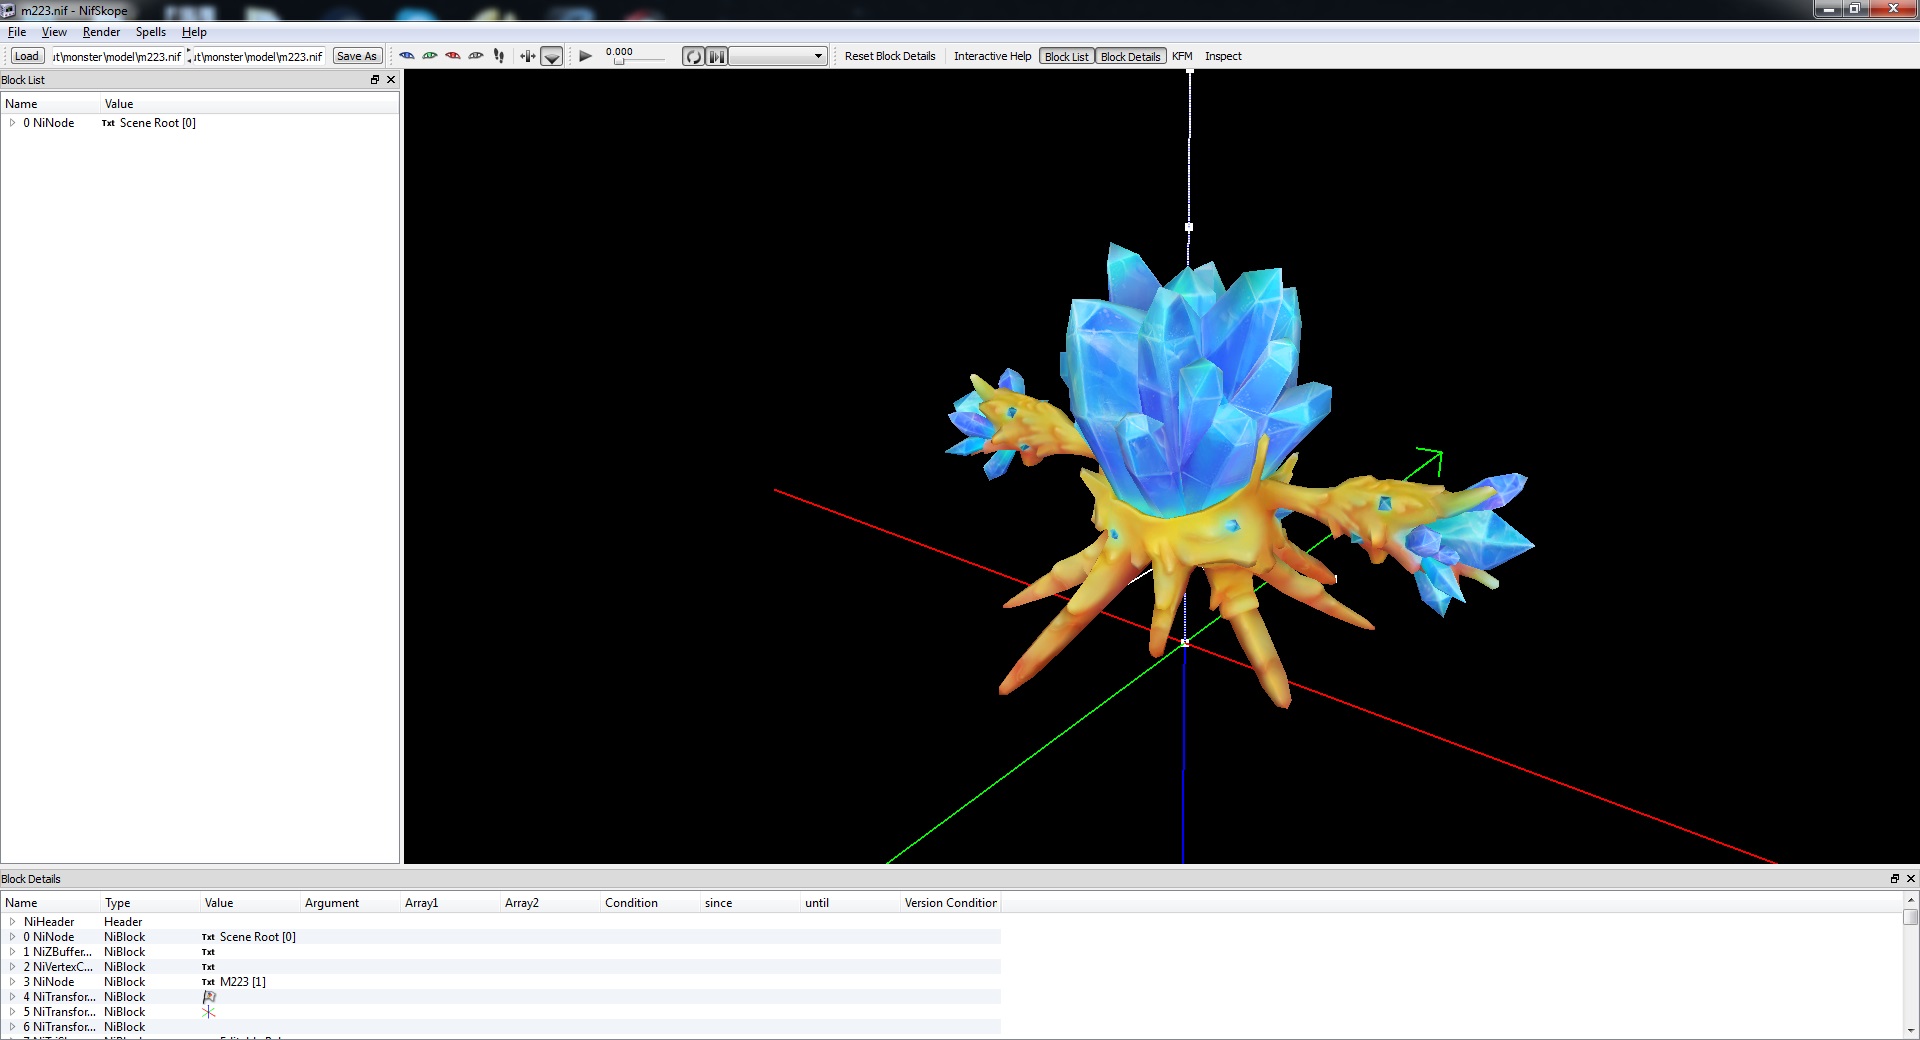 m223.nif - NifSkope
File View Render Spells Help
Load ut\monster\model\m223.nif ut\monster\model\m223.nif Save As 0.000 Reset Block Details Interactive Help Block List Block Details KFM Inspect
Block List
Name Value
0 NiNode Txt Scene Root [0]
Block Details
Name Type Value Argument Array1 Array2 Condition since until Version Condition
NiHeader Header
0 NiNode NiBlock Txt Scene Root [0]
1 NiZBuffer... NiBlock Txt
2 NiVertexC... NiBlock Txt
3 NiNode NiBlock Txt M223 [1]
4 NiTransfor... NiBlock
5 NiTransfor... NiBlock
6 NiTransfor... NiBlock